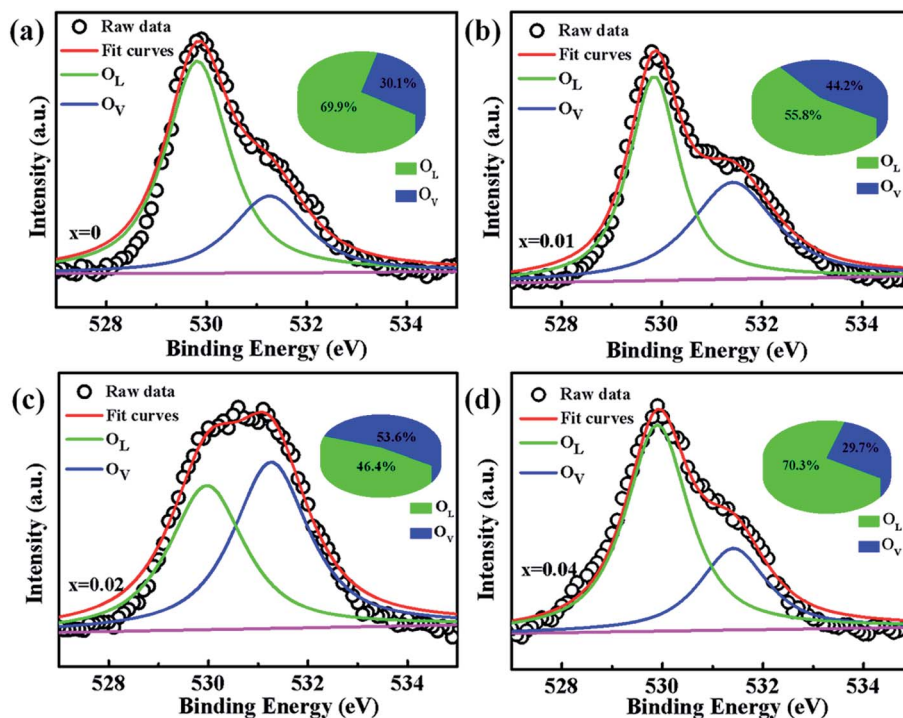 (a)
Raw data
Fit curves
O_L
O_V
30.1%
69.9%
O_L
O_V
x=0
Intensity (a.u.)
528 530 532 534
Binding Energy (eV)
(b)
Raw data
Fit curves
O_L
O_V
44.2%
55.8%
O_L
O_V
x=0.01
Intensity (a.u.)
528 530 532 534
Binding Energy (eV)
(c)
Raw data
Fit curves
O_L
O_V
53.6%
46.4%
O_L
O_V
x=0.02
Intensity (a.u.)
528 530 532 534
Binding Energy (eV)
(d)
Raw data
Fit curves
O_L
O_V
29.7%
70.3%
O_L
O_V
x=0.04
Intensity (a.u.)
528 530 532 534
Binding Energy (eV)